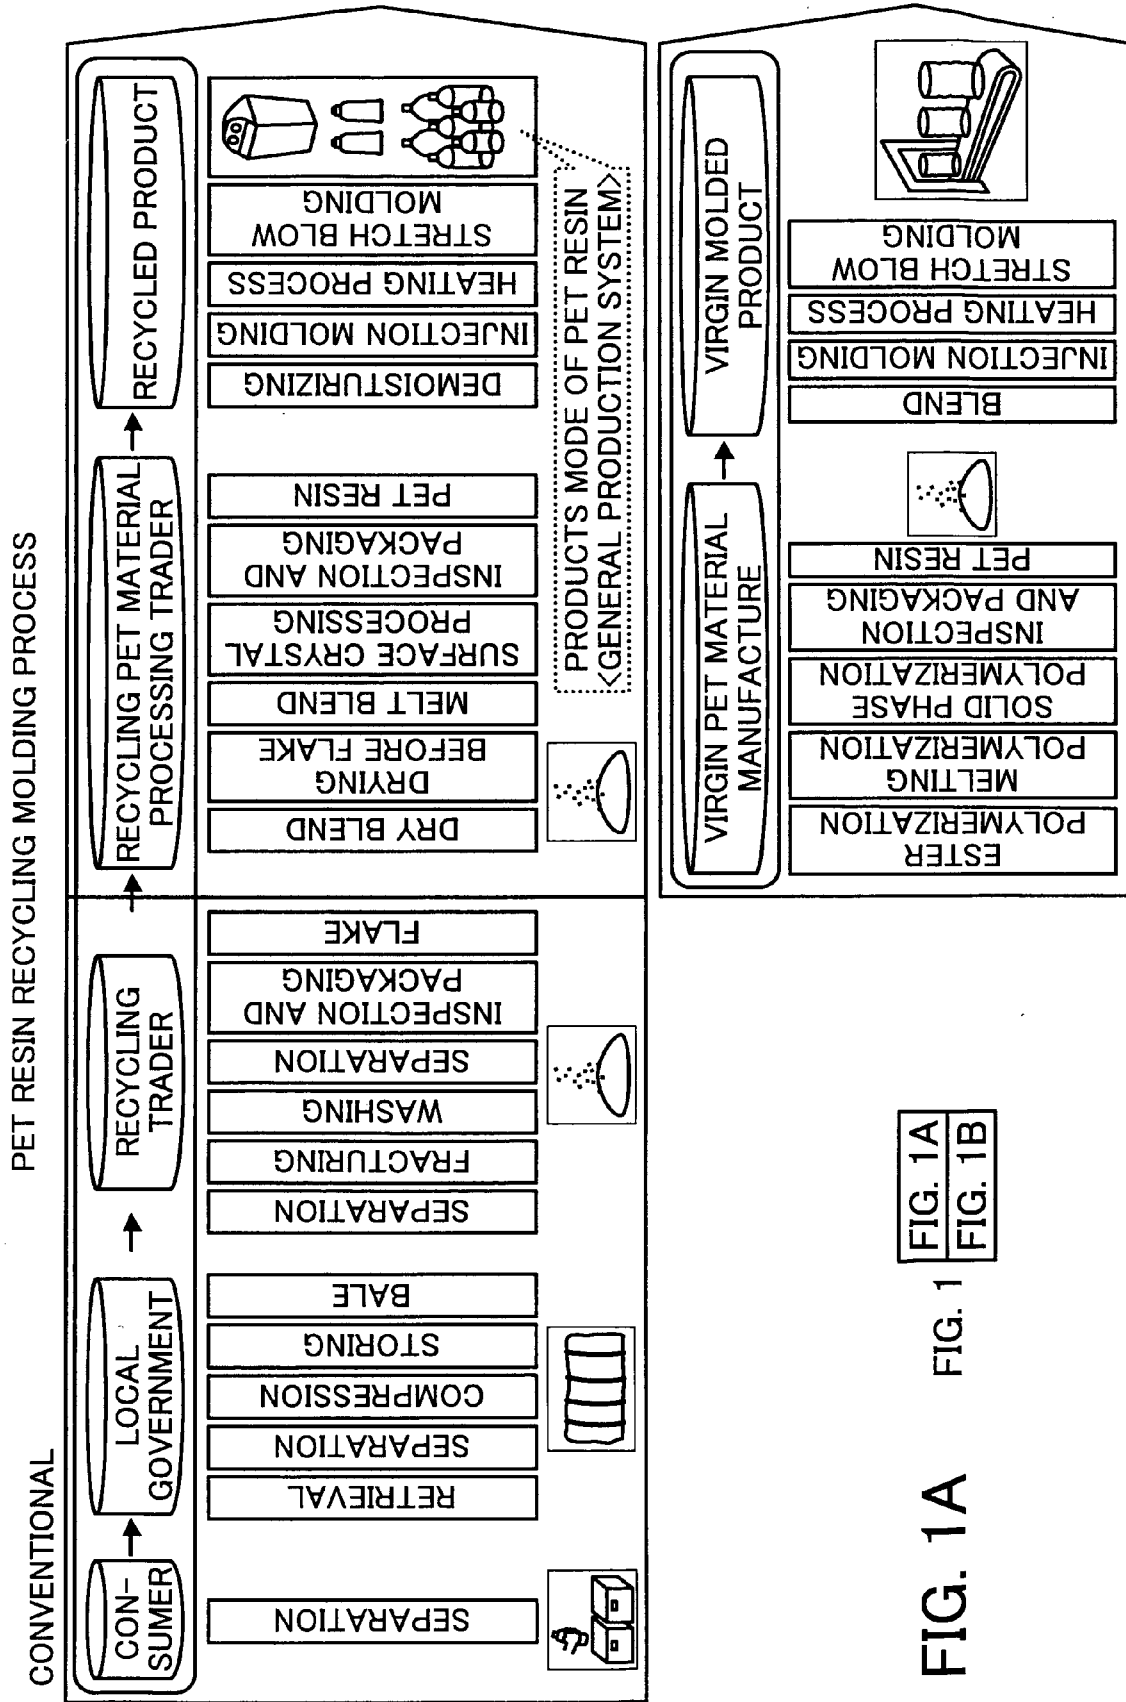 PET RESIN RECYCLING MOLDING PROCESS
CONVENTIONAL
CON-
SUMER
LOCAL
GOVERNMENT
RECYCLING
TRADER
RECYCLING PET MATERIAL
PROCESSING TRADER
RECYCLED PRODUCT
SEPARATION
RETRIEVAL
SEPARATION
COMPRESSION
STORING
BALE
SEPARATION
FRACTURING
WASHING
SEPARATION
INSPECTION AND
PACKAGING
FLAKE
DRY BLEND
DRYING
BEFORE FLAKE
MELT BLEND
SURFACE CRYSTAL
PROCESSING
INSPECTION AND
PACKAGING
PET RESIN
DEMOISTURIZING
INJECTION MOLDING
HEATING PROCESS
STRETCH BLOW
MOLDING
PRODUCTS MODE OF PET RESIN
<GENERAL PRODUCTION SYSTEM>
VIRGIN PET MATERIAL
MANUFACTURE
VIRGIN MOLDED
PRODUCT
ESTER
POLYMERIZATION
MELTING
POLYMERIZATION
SOLID PHASE
POLYMERIZATION
INSPECTION
AND PACKAGING
PET RESIN
BLEND
INJECTION MOLDING
HEATING PROCESS
STRETCH BLOW
MOLDING
FIG. 1A
FIG. 1
FIG. 1A
FIG. 1B